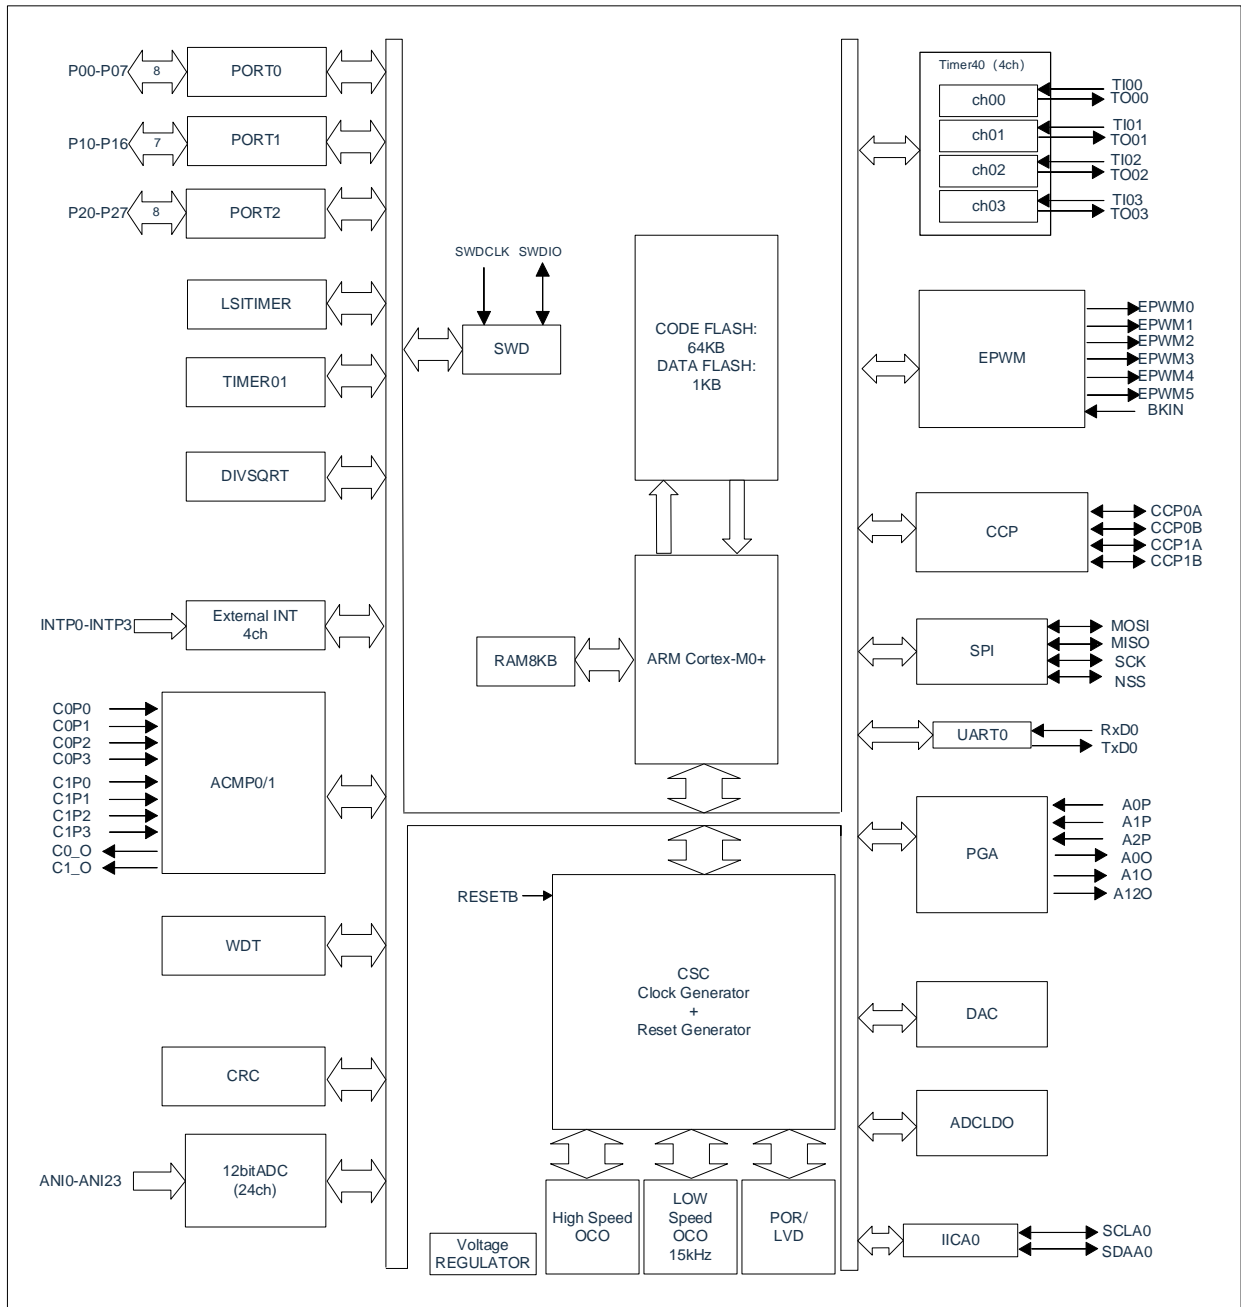 P00-P07
8
PORT0
P10-P16
7
PORT1
P20-P27
8
PORT2
LSITIMER
TIMER01
DIVSQRT
INTP0-INTP3
External INT
4ch
C0P0
C0P1
C0P2
C0P3
C1P0
C1P1
C1P2
C1P3
C0_O
C1_O
ACMP0/1
WDT
CRC
ANI0-ANI23
12bitADC
(24ch)
SWDCLK
SWDIO
SWD
CODE FLASH:
64KB
DATA FLASH:
1KB
RAM8KB
ARM Cortex-M0+
RESETB
CSC
Clock Generator
+
Reset Generator
Voltage
REGULATOR
High Speed
OCO
LOW
Speed
OCO
15kHz
POR/
LVD
Timer40 (4ch)
ch00
TI00
TO00
ch01
TI01
TO01
ch02
TI02
TO02
ch03
TI03
TO03
EPWM
EPWM0
EPWM1
EPWM2
EPWM3
EPWM4
EPWM5
BKIN
CCP
CCP0A
CCP0B
CCP1A
CCP1B
SPI
MOSI
MISO
SCK
NSS
UART0
RxD0
TxD0
PGA
A0P
A1P
A2P
A0O
A1O
A12O
DAC
ADCLDO
IICA0
SCLA0
SDAA0